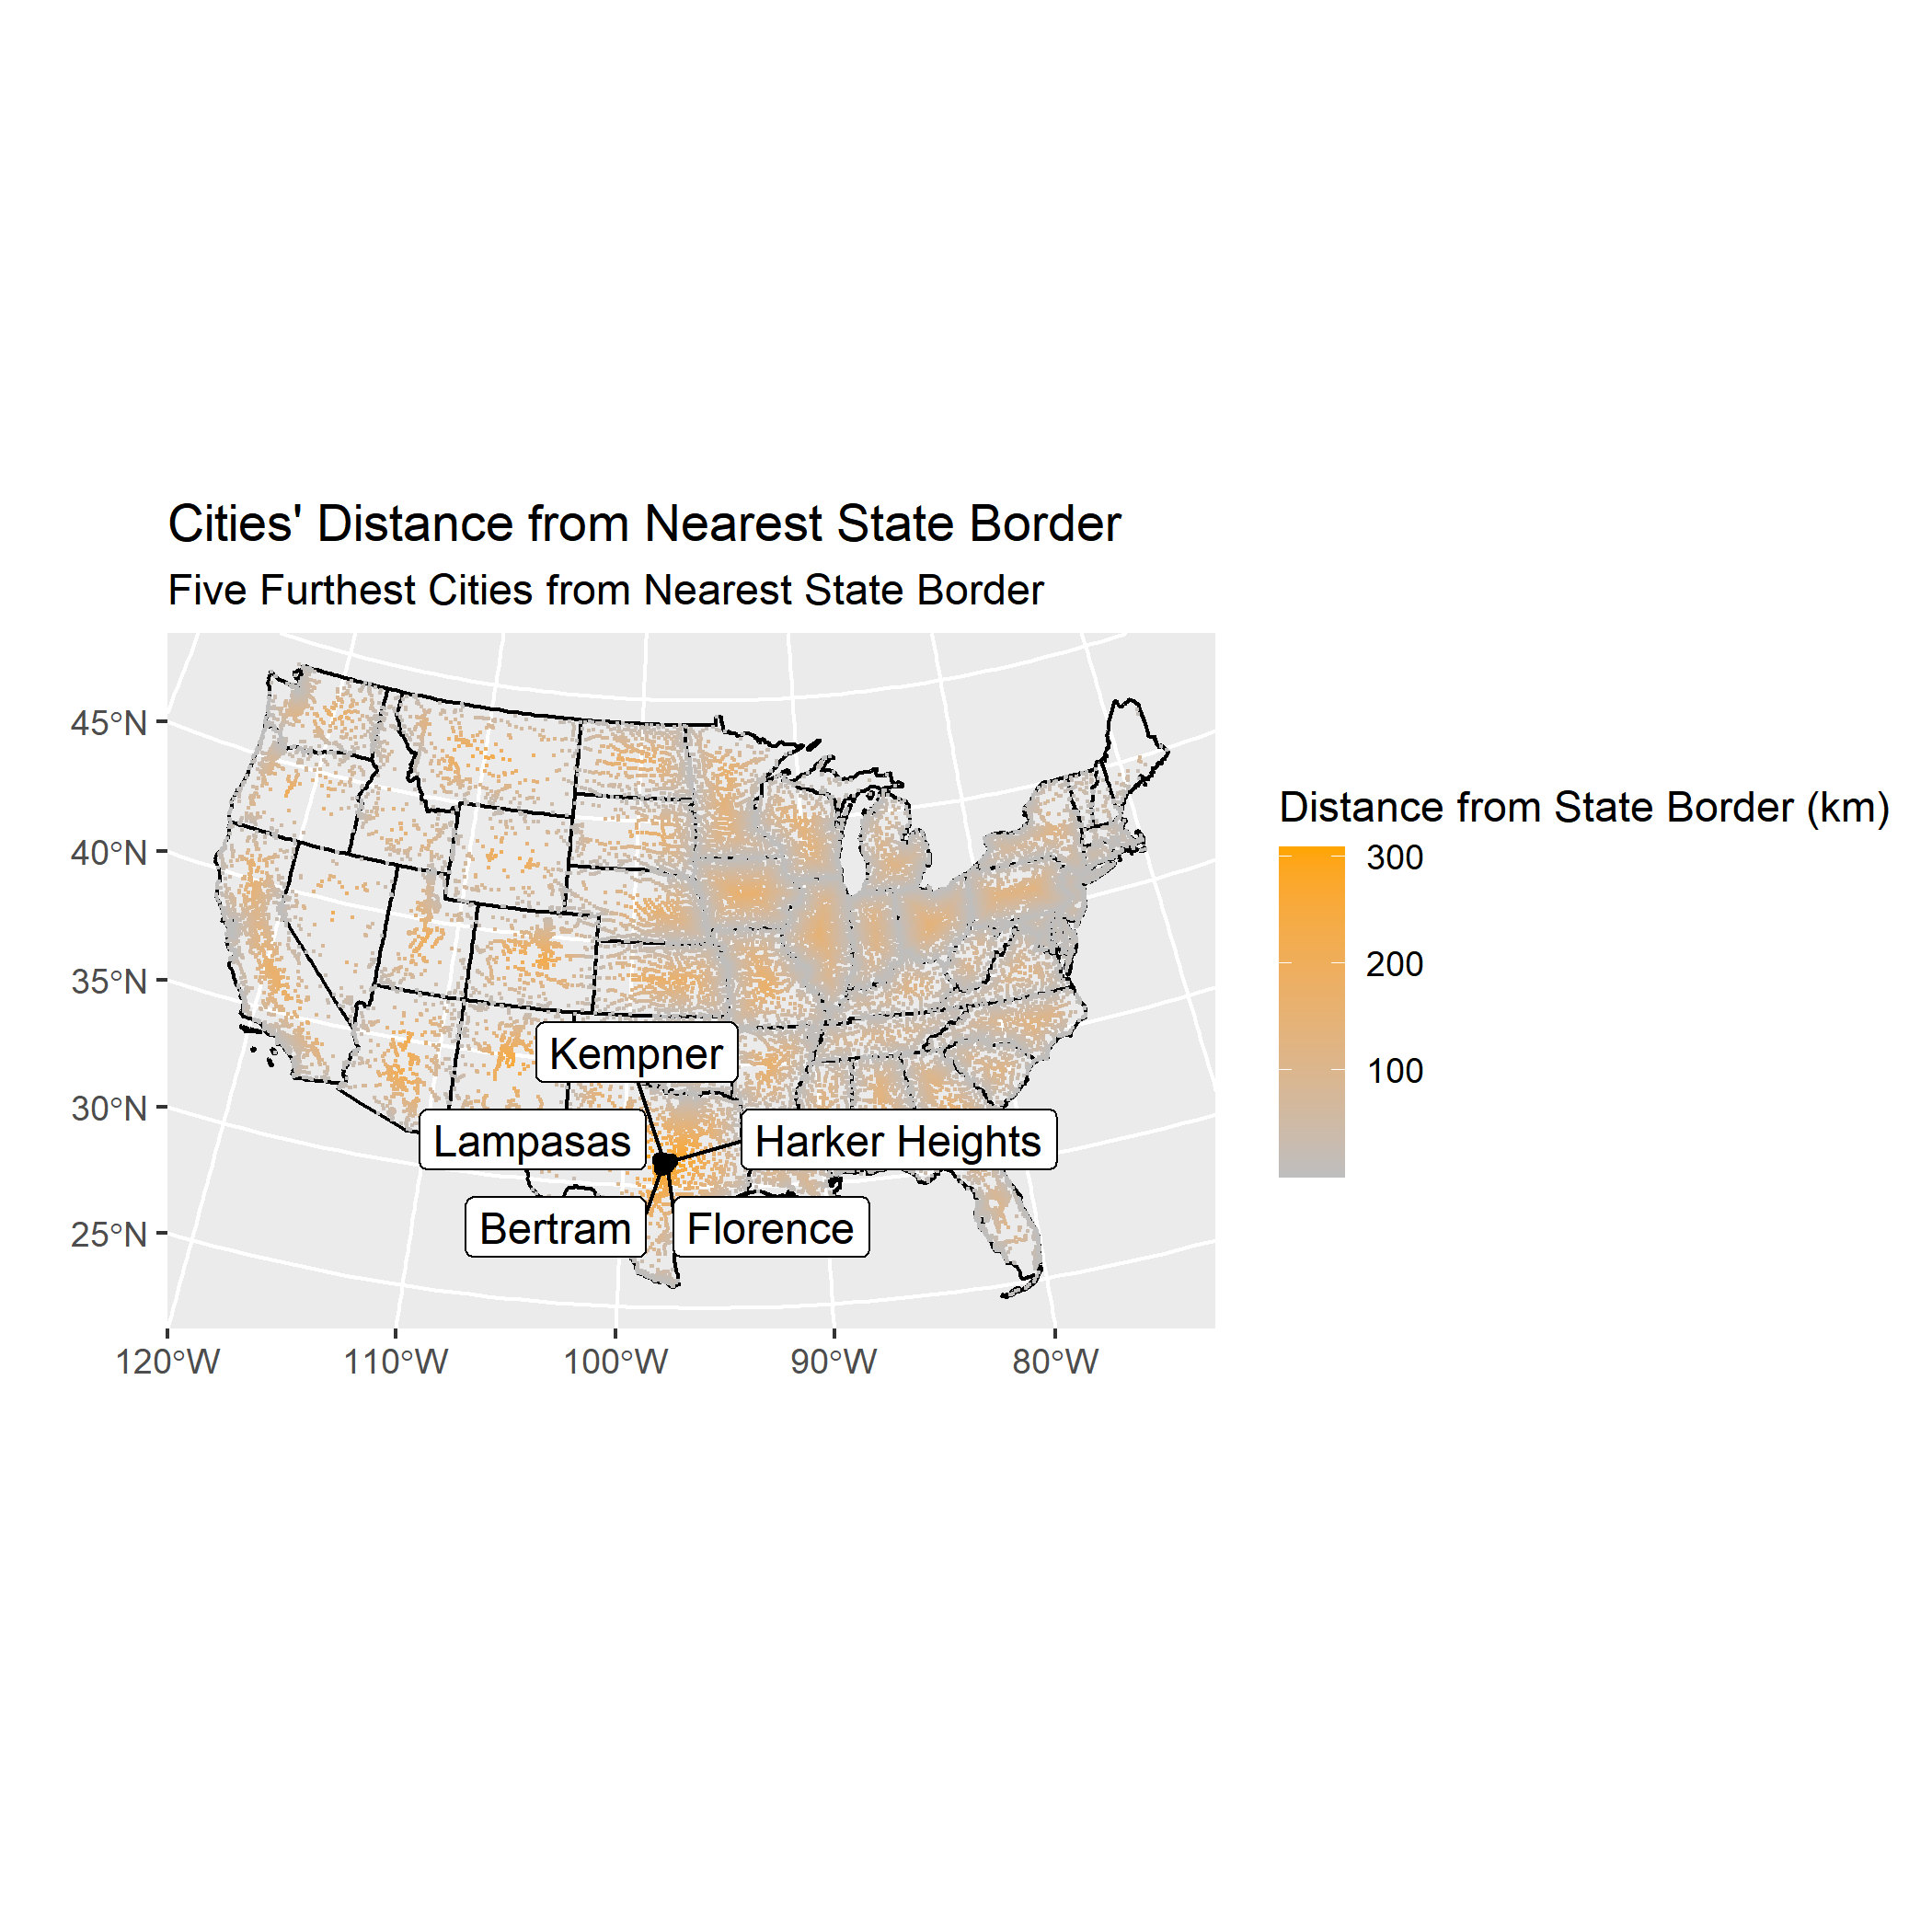 Cities' Distance from Nearest State Border
Five Furthest Cities from Nearest State Border
45°N
40°N
35°N
30°N
25°N
120°W
110°W
100°W
90°W
80°W
Kempner
Lampasas
Harker Heights
Bertram
Florence
Distance from State Border (km)
300
200
100